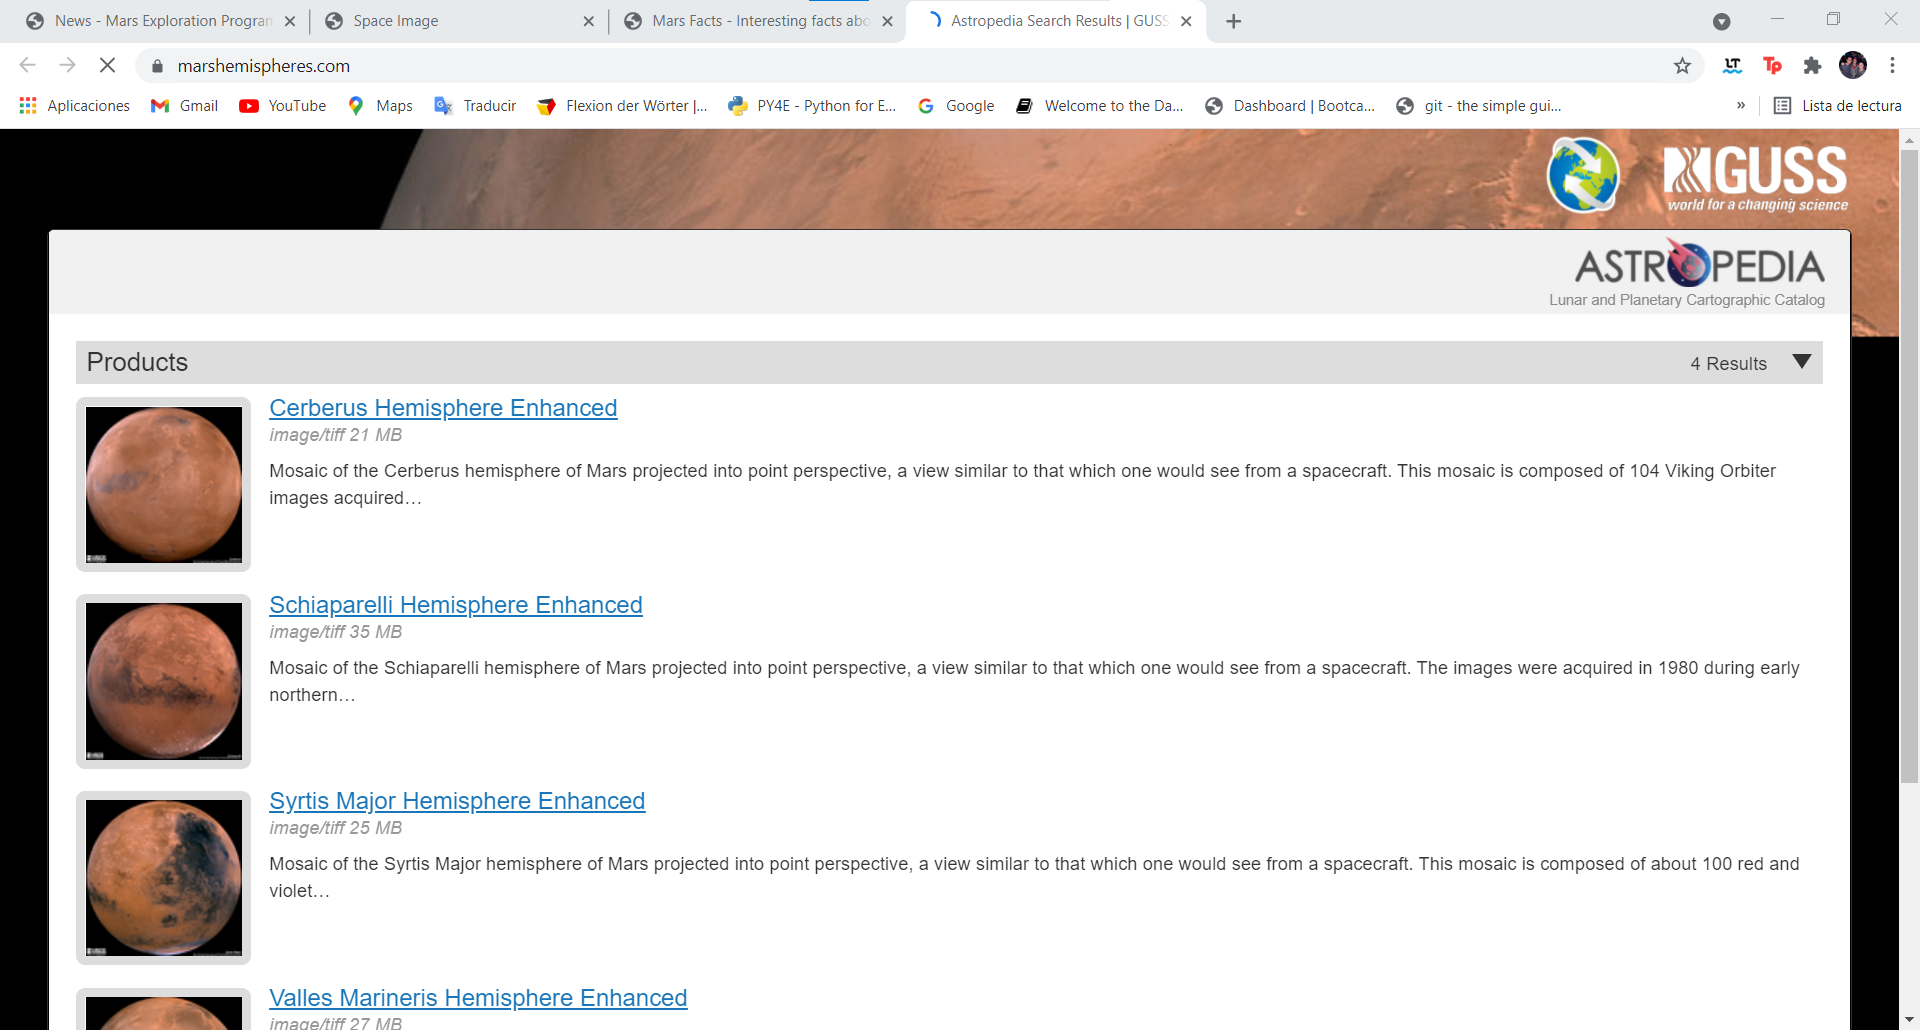 News - Mars Exploration Progran
Space Image
Mars Facts - Interesting facts abo
Astropedia Search Results | GUSS
marshemispheres.com
LT
Tp
Aplicaciones
Gmail
YouTube
Maps
Traducir
Flexion der Wörter |...
PY4E - Python for E...
Google
Welcome to the Da...
Dashboard | Bootca...
git - the simple gui...
»
Lista de lectura
GUSS
world for a changing science
ASTROPEDIA
Lunar and Planetary Cartographic Catalog
Products
4 Results
Cerberus Hemisphere Enhanced
image/tiff 21 MB
Mosaic of the Cerberus hemisphere of Mars projected into point perspective, a view similar to that which one would see from a spacecraft. This mosaic is composed of 104 Viking Orbiter
images acquired…
USGS
Schiaparelli Hemisphere Enhanced
image/tiff 35 MB
Mosaic of the Schiaparelli hemisphere of Mars projected into point perspective, a view similar to that which one would see from a spacecraft. The images were acquired in 1980 during early
northern…
USGS
Syrtis Major Hemisphere Enhanced
image/tiff 25 MB
Mosaic of the Syrtis Major hemisphere of Mars projected into point perspective, a view similar to that which one would see from a spacecraft. This mosaic is composed of about 100 red and
violet…
USGS
Valles Marineris Hemisphere Enhanced
image/tiff 27 MB